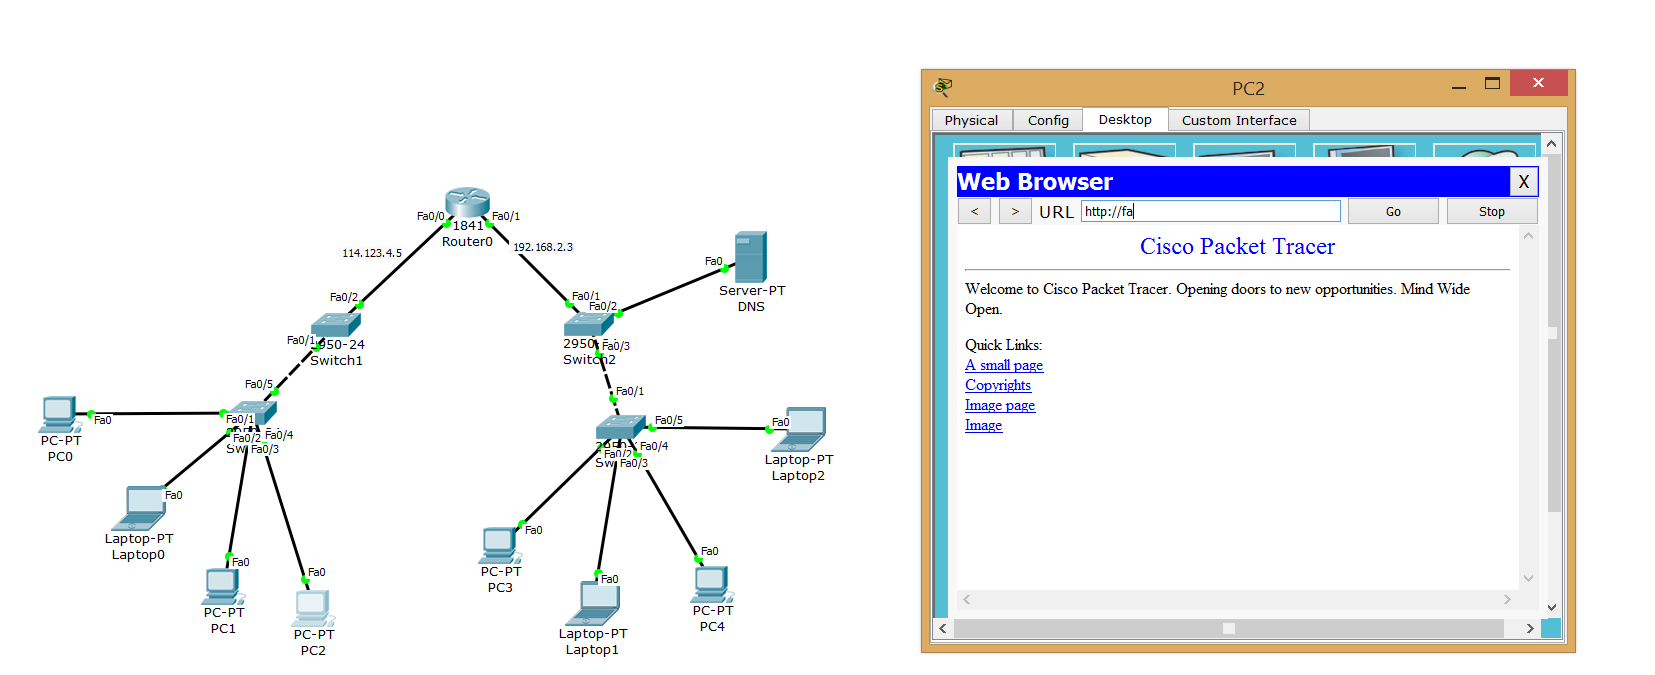 Fa0/0
Fa0/1
1841
Router0
114.123.4.5
192.168.2.3
Fa0
Server-PT
DNS
Fa0/2
Fa0/1
950-24
Switch1
Fa0/1
Fa0/2
2950
Fa0/3
Switch2
Fa0/5
Fa0/1
Fa0
PC-PT
PC0
Fa0/1
Fa0/2
Fa0/4
Sw
Fa0/3
Fa0/5
Fa0/4
Fa0/2
Sw
Fa0/3
Fa0
Laptop-PT
Laptop2
Fa0
Laptop-PT
Laptop0
Fa0
PC-PT
PC1
Fa0
PC-PT
PC2
Fa0
PC-PT
PC3
Fa0
Laptop-PT
Laptop1
Fa0
PC-PT
PC4
PC2
Physical Config Desktop Custom Interface
Web Browser X
< > URL http://fa Go Stop
Cisco Packet Tracer
Welcome to Cisco Packet Tracer. Opening doors to new opportunities. Mind Wide
Open.
Quick Links:
A small page
Copyrights
Image page
Image